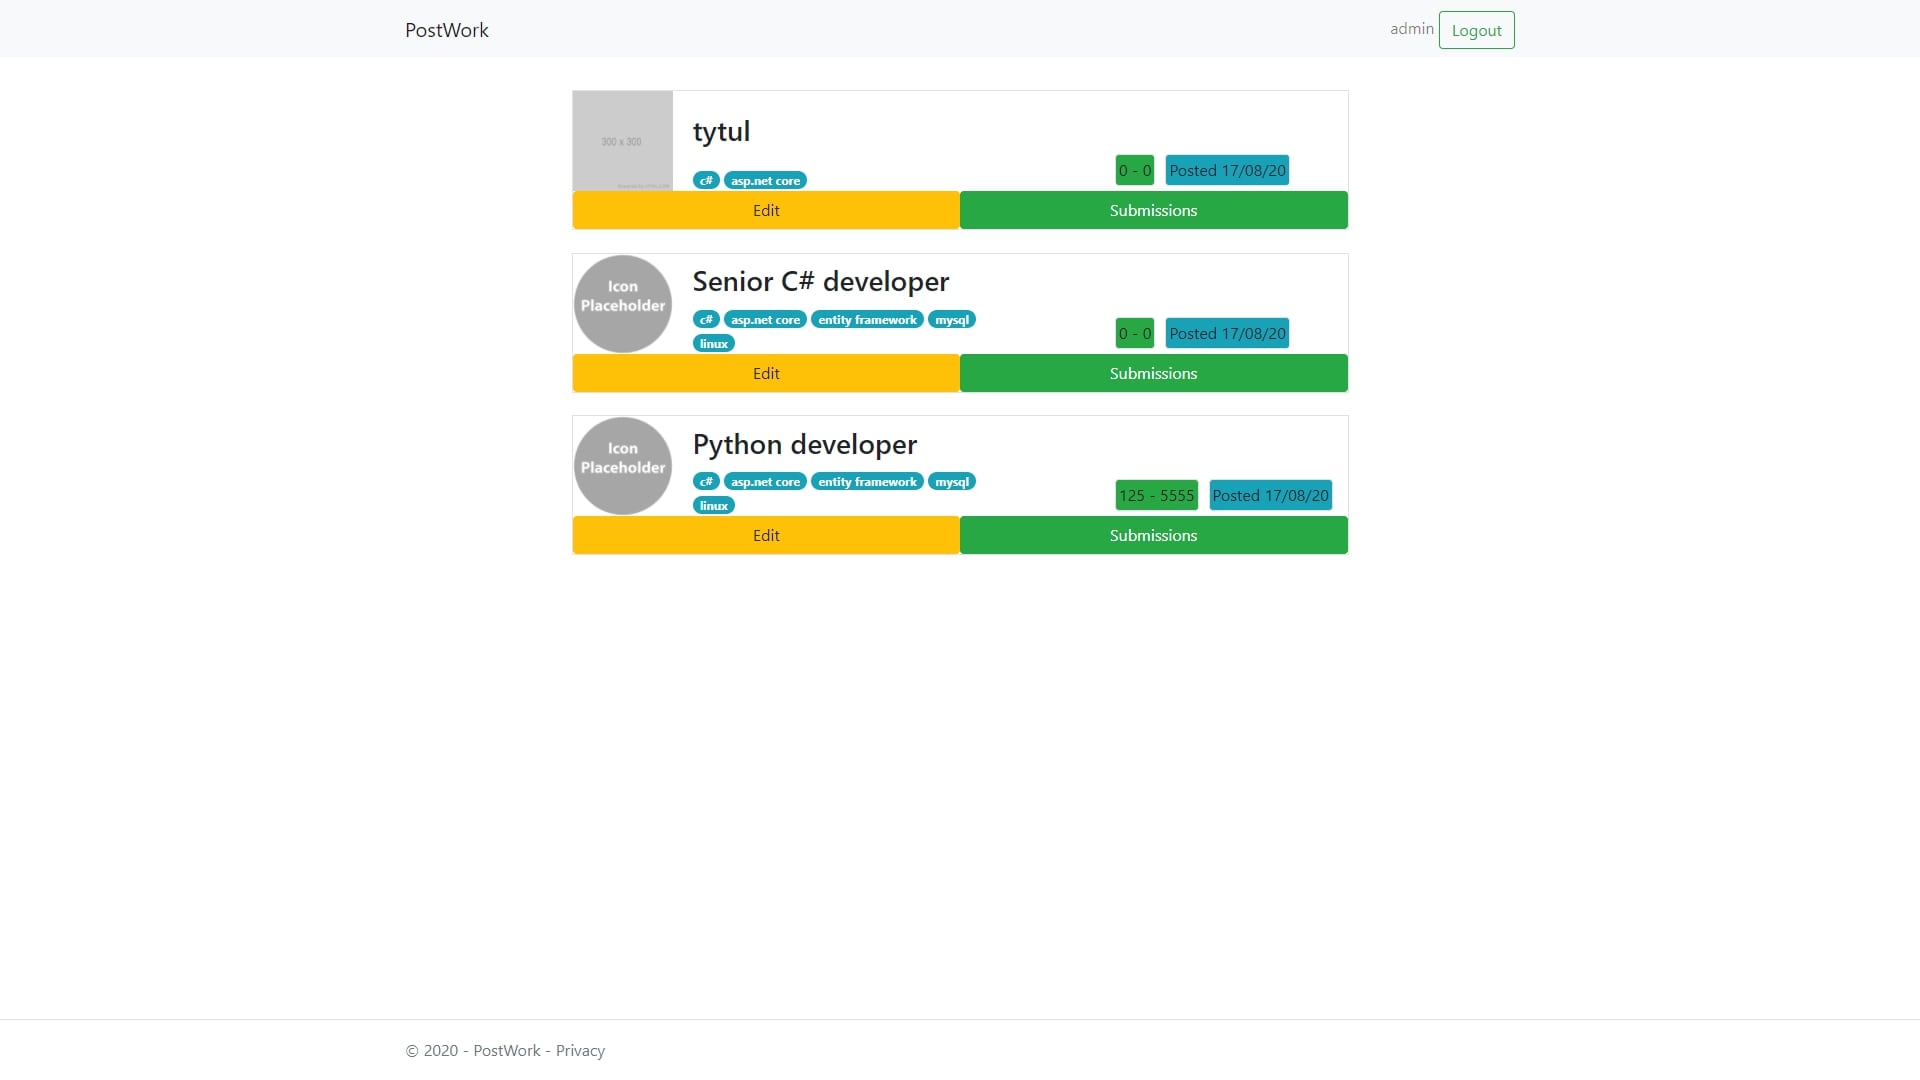 PostWork
admin Logout
300 x 300
tytul
c# asp.net core
0 - 0 Posted 17/08/20
Edit Submissions
Icon
Placeholder
Senior C# developer
c# asp.net core entity framework mysql
linux
0 - 0 Posted 17/08/20
Edit Submissions
Icon
Placeholder
Python developer
c# asp.net core entity framework mysql
linux
125 - 5555 Posted 17/08/20
Edit Submissions
© 2020 - PostWork - Privacy